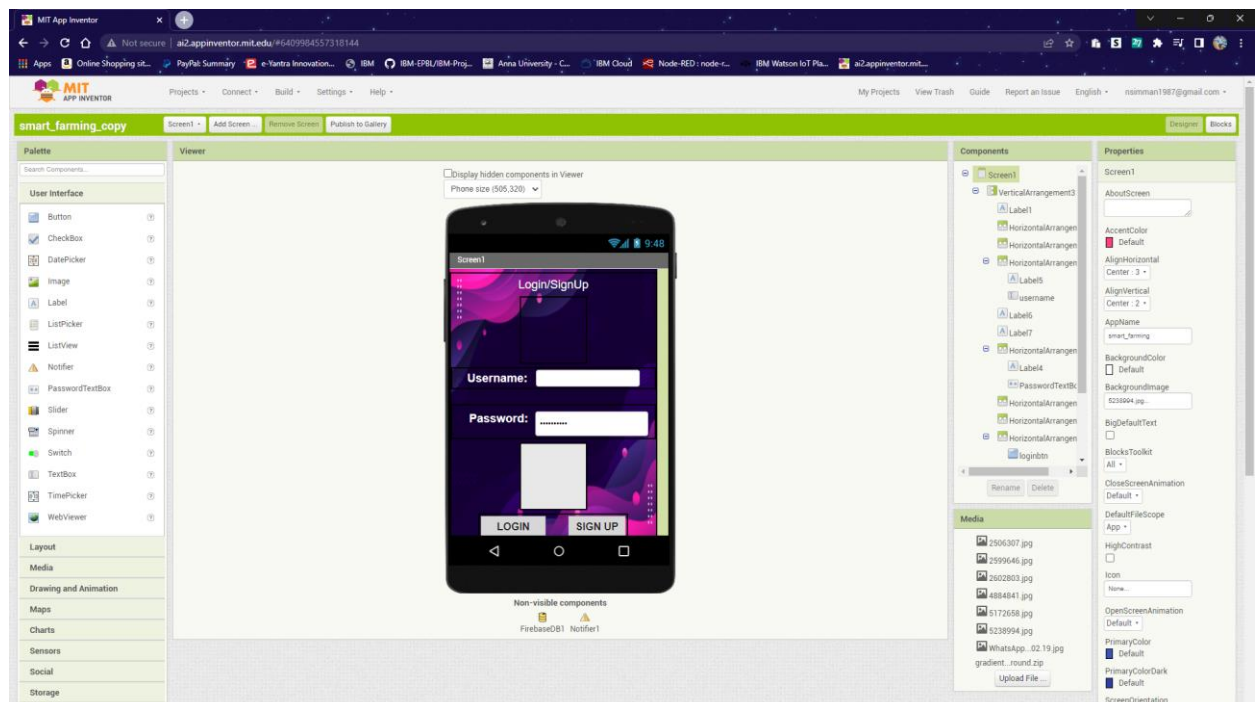 MIT App Inventor
Not secure | ai2.appinventor.mit.edu/#6409984557318144
Apps Online Shopping sit... PayPal: Summary e-Yantra Innovation... IBM IBM-EPBL/IBM-Proj... Anna University - C... IBM Cloud Node-RED : node-r... IBM Watson IoT Pla... ai2.appinventor.mit....
MIT
APP INVENTOR
Projects Connect Build Settings Help My Projects View Trash Guide Report an Issue English nsimman1987@gmail.com
smart_farming_copy Screen1 Add Screen ... Remove Screen Publish to Gallery Designer Blocks
Palette
Search Components...
User Interface
Button
CheckBox
DatePicker
Image
Label
ListPicker
ListView
Notifier
PasswordTextBox
Slider
Spinner
Switch
TextBox
TimePicker
WebViewer
Layout
Media
Drawing and Animation
Maps
Charts
Sensors
Social
Storage
Viewer
Display hidden components in Viewer
Phone size (505,320)
9:48
Screen1
Login/SignUp
Username:
Password:
LOGIN SIGN UP
Non-visible components
FirebaseDB1 Notifier1
Components
Screen1
VerticalArrangement3
Label1
HorizontalArrangen
HorizontalArrangen
HorizontalArrangen
Label5
username
Label6
Label7
HorizontalArrangen
Label4
PasswordTextBc
HorizontalArrangen
HorizontalArrangen
HorizontalArrangen
loginbtn
Rename Delete
Media
2506307.jpg
2599646.jpg
2602803.jpg
4884841.jpg
5172658.jpg
5238994.jpg
WhatsApp...02.19.jpg
gradient...round.zip
Upload File ...
Properties
Screen1
AboutScreen
AccentColor
Default
AlignHorizontal
Center : 3
AlignVertical
Center : 2
AppName
smart_farming
BackgroundColor
Default
BackgroundImage
5238994.jpg...
BigDefaultText
BlocksToolkit
All
CloseScreenAnimation
Default
DefaultFileScope
App
HighContrast
Icon
None...
OpenScreenAnimation
Default
PrimaryColor
Default
PrimaryColorDark
Default
ScreenOrientation